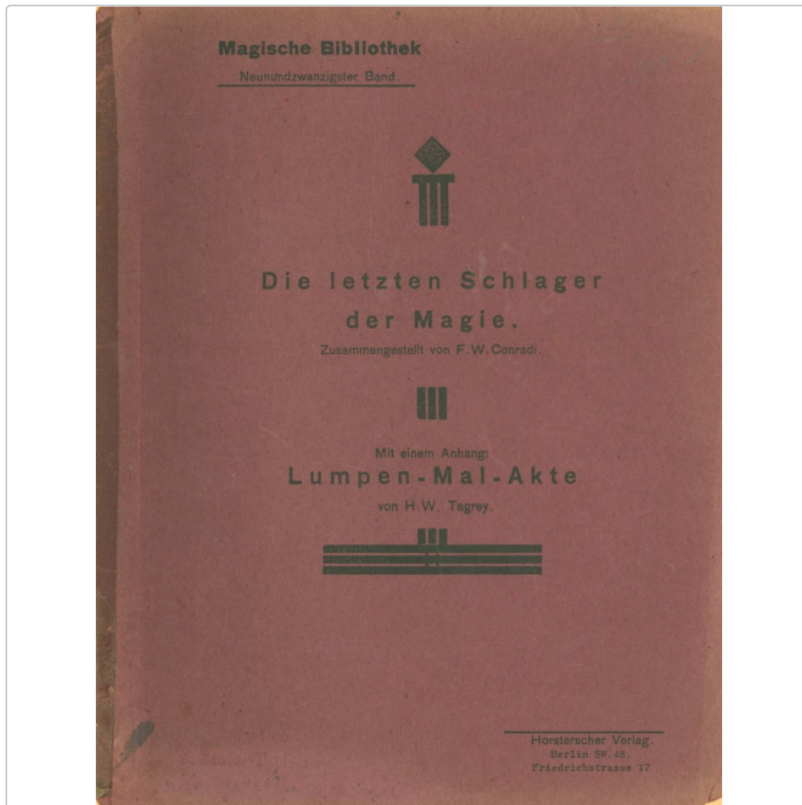 Magische Bibliothek
Neunundzwanzigster Band.
Die letzten Schlager
der Magie.
Zusammengestellt von F.W.Conradi.
Mit einem Anhang:
Lumpen-Mal-Akte
von H.W. Tagrey.
Horsterscher Verlag.
Berlin SW.48.
Friedrichstrasse 17